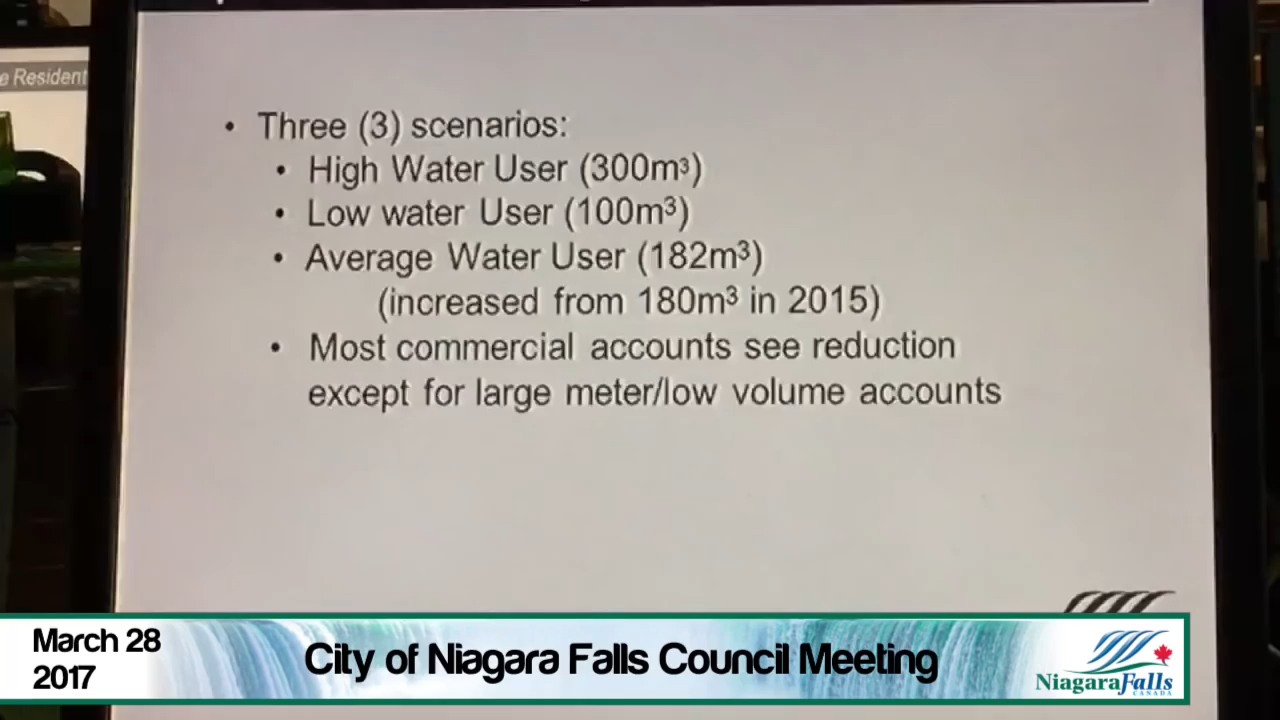 e Resident
• Three (3) scenarios:
• High Water User (300m³)
• Low water User (100m³)
• Average Water User (182m³)
(increased from 180m³ in 2015)
• Most commercial accounts see reduction
except for large meter/low volume accounts
March 28
2017
City of Niagara Falls Council Meeting
NiagaraFalls
CANADA